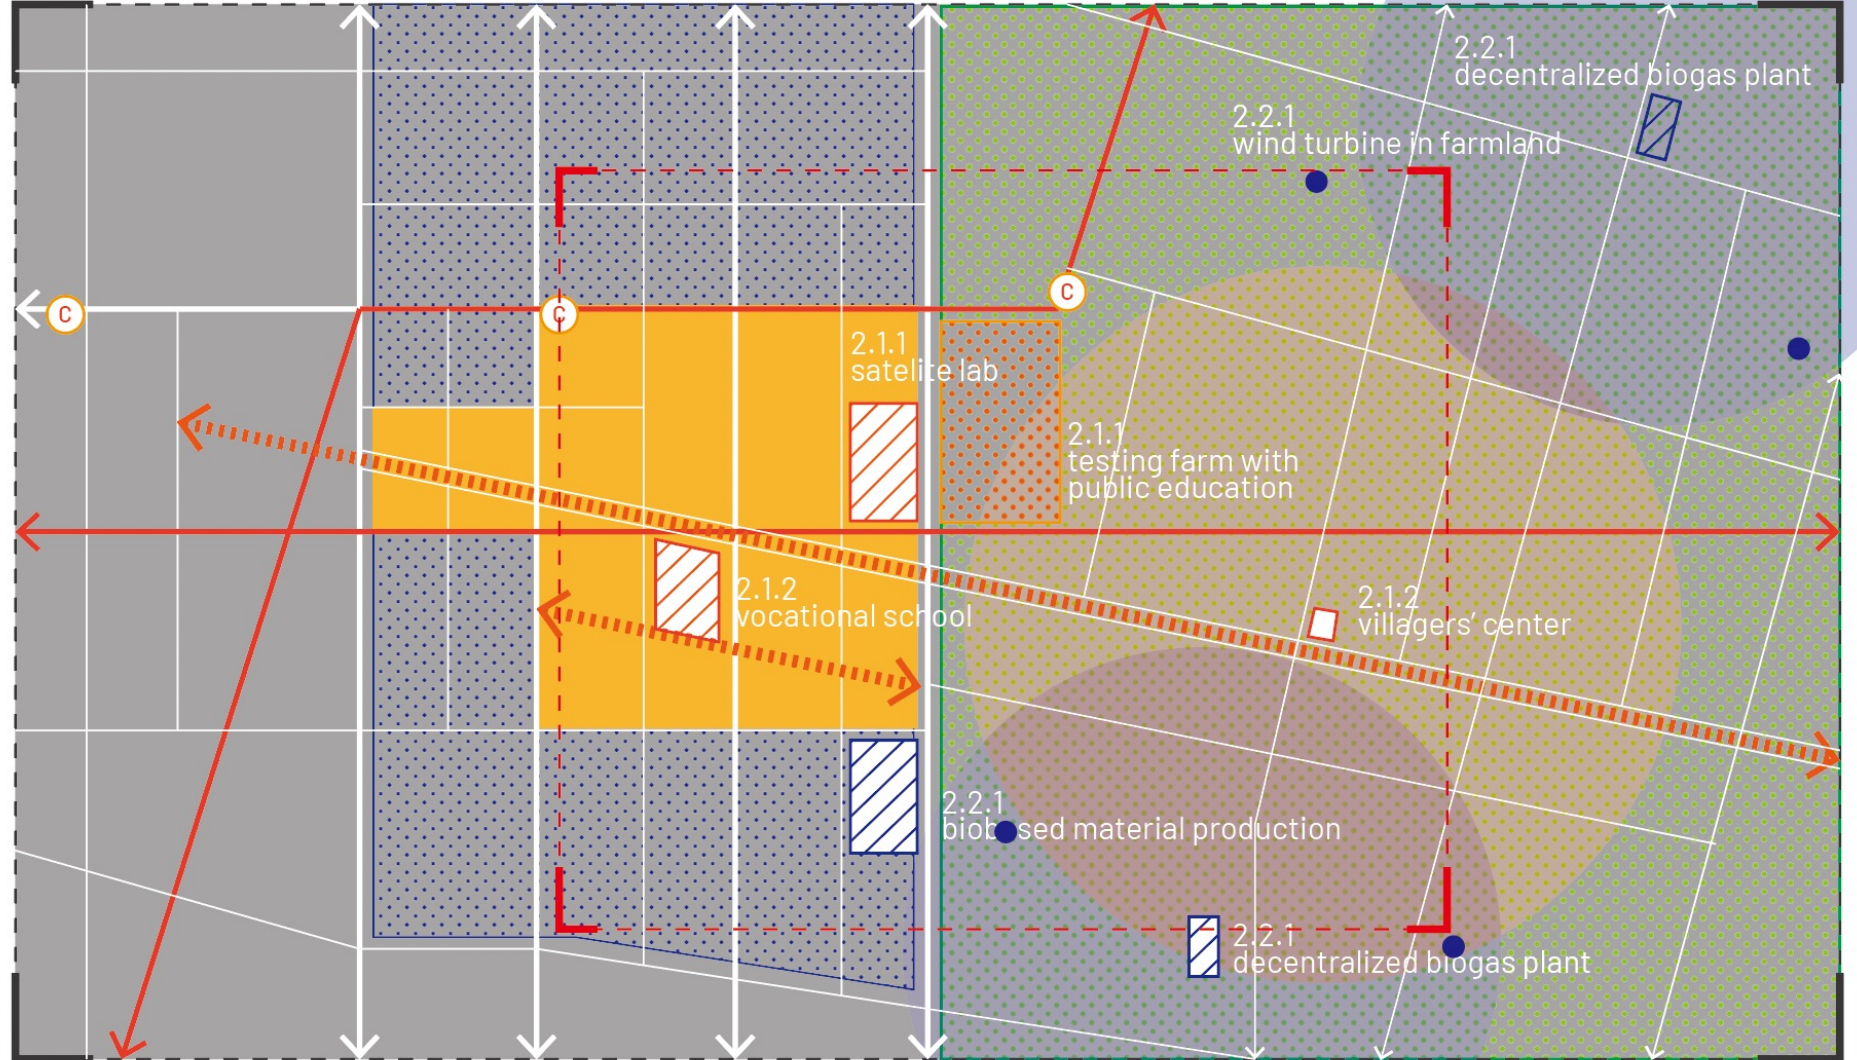 2.2.1
decentralized biogas plant
2.2.1
wind turbine in farmland
C
C
C
2.1.1
satelite lab
2.1.1
testing farm with
public education
2.1.2
vocational school
2.1.2
villagers' center
2.2.1
biobased material production
2.2.1
decentralized biogas plant